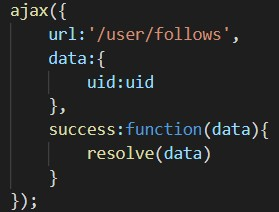 ajax({
    url:'/user/follows',
    data:{
        uid:uid
    },
    success:function(data){
        resolve(data)
    }
});